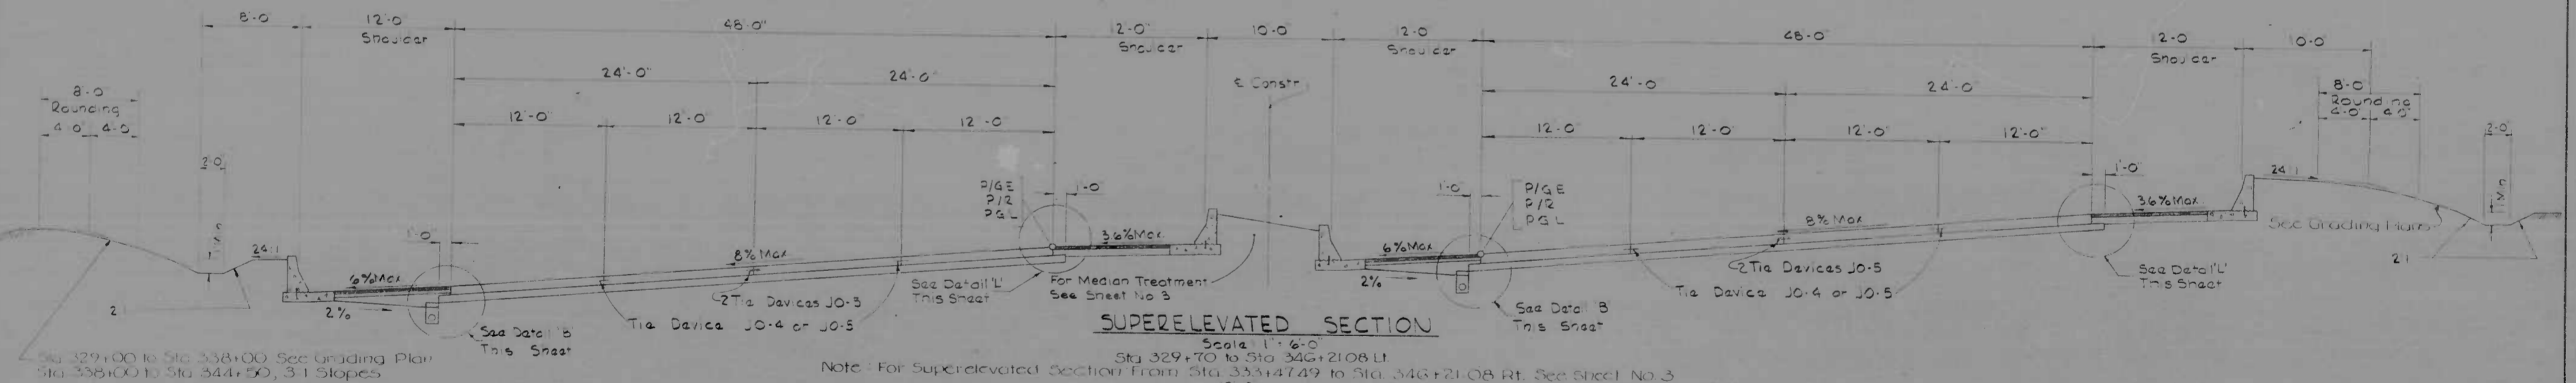 8'-0"
12'-0
Shoulder
48'-0"
12'-0"
Shoulder
10'-0
12'-0
Shoulder
48'-0
12'-0
Shoulder
10'-0
24'-0"
24'-0"
24'-0
24'-0
8'-0
Rounding
4'-0 4'-0
12'-0"
12'-0
12'-0
12'-0
₠ Constr
12'-0
12'-0
12'-0"
12'-0"
8'-0
Rounding
4'-0" 4'-0
2'-0
2'-0
P/GE
P/R
PGL
1'-0
1'-0
P/GE
P/R
PGL
1'-0"
24:1
1' Min
24:1
1'-0
6% Max
8% Max
3.6% Max
6% Max
8% Max
3.6% Max
1' Min
See Grading Plans
2:1
2%
2 Tie Devices JO-3
Tie Device JO-4 or JO-5
See Detail 'B'
This Sheet
See Detail 'L'
This Sheet
For Median Treatment
See Sheet No. 3
2%
See Detail 'B'
This Sheet
2 Tie Devices JO-5
Tie Device JO-4 or JO-5
See Detail 'L'
This Sheet
2:1
SUPERELEVATED SECTION
Scale 1" = 6'-0"
Sta 329+70 to Sta 346+21.08 Lt.
Sta 329+00 to Sta 338+00 See Grading Plan
Sta 338+00 to Sta 344+50, 3:1 Slopes
Note: For Superelevated Section From Sta. 333+47.49 to Sta. 346+21.08 Rt. See Sheet No. 3